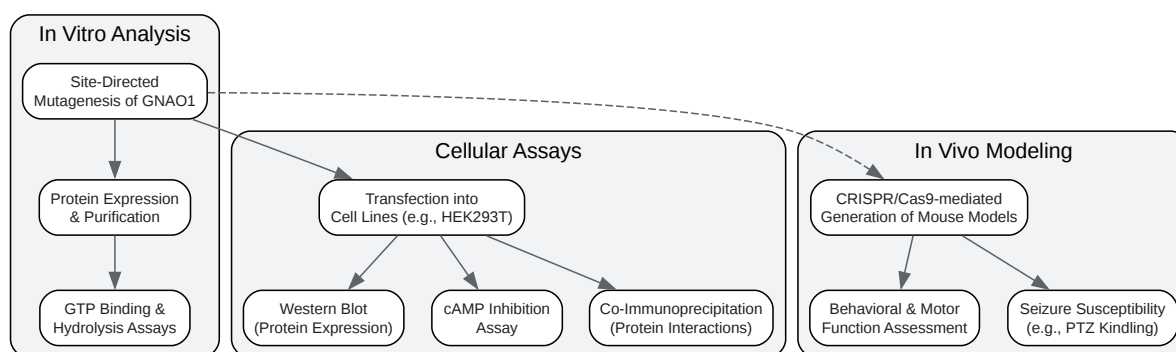 In Vitro Analysis
Site-Directed
Mutagenesis of GNAO1
Protein Expression
& Purification
GTP Binding &
Hydrolysis Assays
Cellular Assays
Transfection into
Cell Lines (e.g., HEK293T)
Western Blot
(Protein Expression)
cAMP Inhibition
Assay
Co-Immunoprecipitation
(Protein Interactions)
In Vivo Modeling
CRISPR/Cas9-mediated
Generation of Mouse Models
Behavioral & Motor
Function Assessment
Seizure Susceptibility
(e.g., PTZ Kindling)